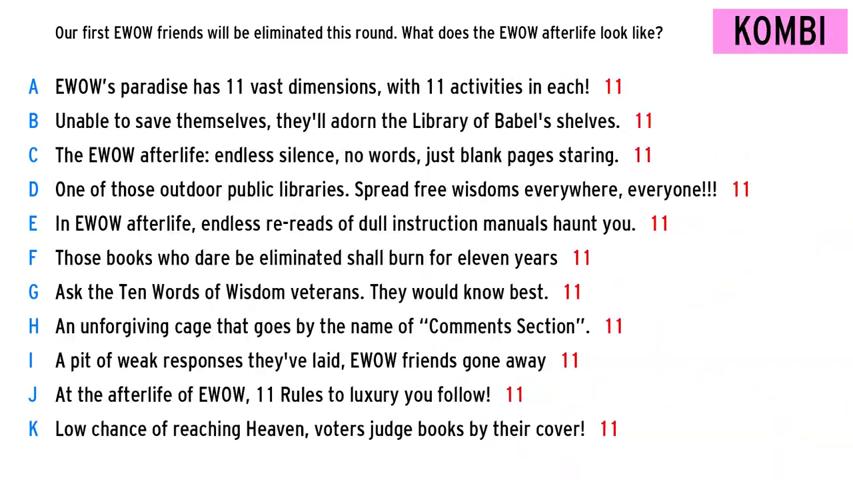 Our first EWOW friends will be eliminated this round. What does the EWOW afterlife look like?
KOMBI
A EWOW's paradise has 11 vast dimensions, with 11 activities in each! 11
B Unable to save themselves, they'll adorn the Library of Babel's shelves. 11
C The EWOW afterlife: endless silence, no words, just blank pages staring. 11
D One of those outdoor public libraries. Spread free wisdoms everywhere, everyone!!! 11
E In EWOW afterlife, endless re-reads of dull instruction manuals haunt you. 11
F Those books who dare be eliminated shall burn for eleven years 11
G Ask the Ten Words of Wisdom veterans. They would know best. 11
H An unforgiving cage that goes by the name of “Comments Section”. 11
I A pit of weak responses they've laid, EWOW friends gone away 11
J At the afterlife of EWOW, 11 Rules to luxury you follow! 11
K Low chance of reaching Heaven, voters judge books by their cover! 11